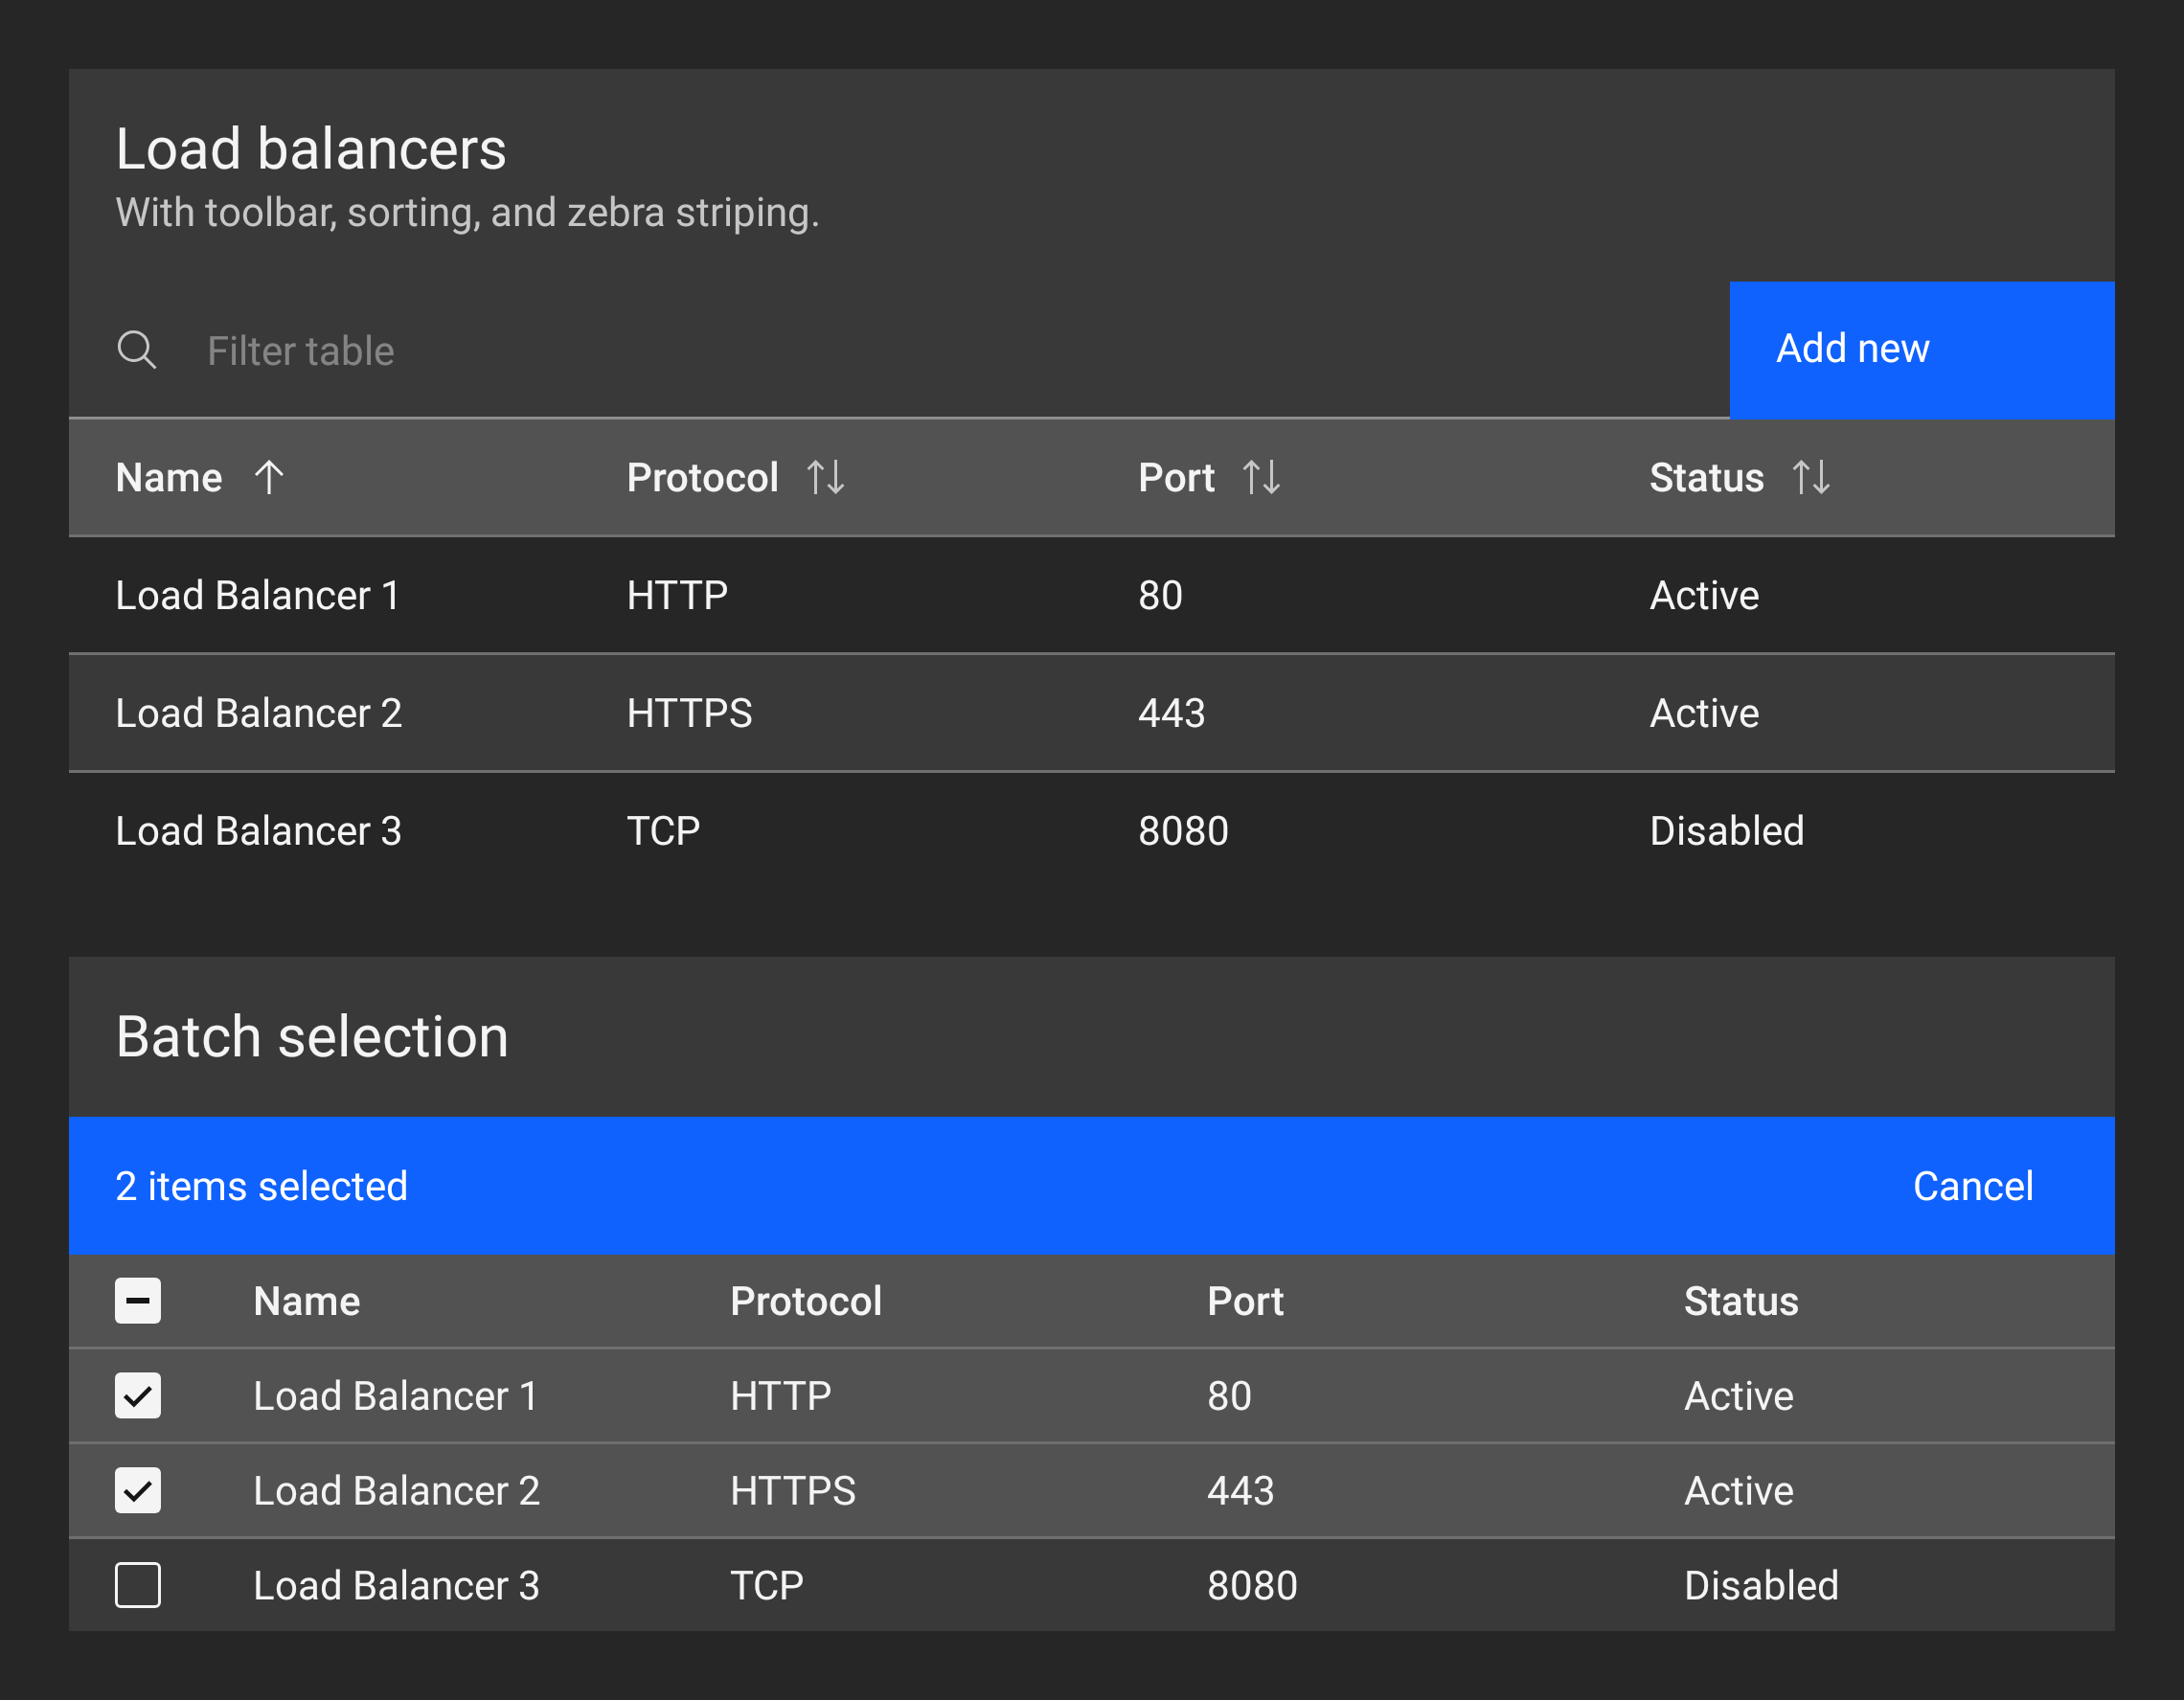 Load balancers
With toolbar, sorting, and zebra striping.
Filter table
Add new
Name Protocol Port Status
Load Balancer 1 HTTP 80 Active
Load Balancer 2 HTTPS 443 Active
Load Balancer 3 TCP 8080 Disabled
Batch selection
2 items selected Cancel
Name Protocol Port Status
Load Balancer 1 HTTP 80 Active
Load Balancer 2 HTTPS 443 Active
Load Balancer 3 TCP 8080 Disabled